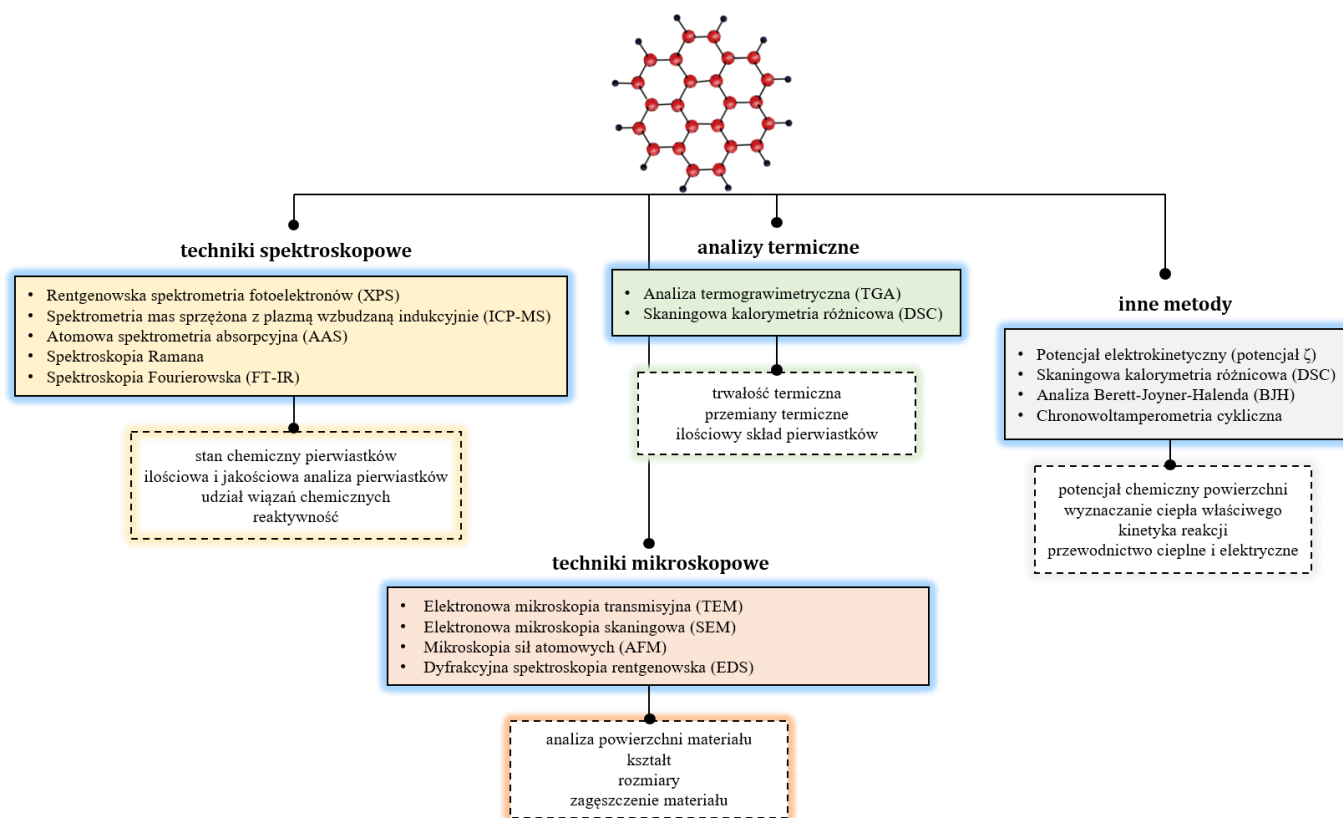 techniki spektroskopowe
• Rentgenowska spektrometria fotoelektronów (XPS)
• Spektrometria mas sprzężona z plazmą wzbudzaną indukcyjnie (ICP-MS)
• Atomowa spektrometria absorpcyjna (AAS)
• Spektroskopia Ramana
• Spektroskopia Fourierowska (FT-IR)
stan chemiczny pierwiastków
ilościowa i jakościowa analiza pierwiastków
udział wiązań chemicznych
reaktywność
analizy termiczne
• Analiza termograwimetryczna (TGA)
• Skaningowa kalorymetria różnicowa (DSC)
trwałość termiczna
przemiany termiczne
ilościowy skład pierwiastków
inne metody
• Potencjał elektrokinetyczny (potencjał ζ)
• Skaningowa kalorymetria różnicowa (DSC)
• Analiza Berett-Joyner-Halenda (BJH)
• Chronowoltamperometria cykliczna
potencjał chemiczny powierzchni
wyznaczanie ciepła właściwego
kinetyka reakcji
przewodnictwo cieplne i elektryczne
techniki mikroskopowe
• Elektronowa mikroskopia transmisyjna (TEM)
• Elektronowa mikroskopia skaningowa (SEM)
• Mikroskopia sił atomowych (AFM)
• Dyfrakcyjna spektroskopia rentgenowska (EDS)
analiza powierzchni materiału
kształt
rozmiary
zagęszczenie materiału